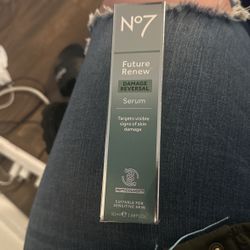 No7
Future
Renew
DAMAGE
REVERSAL
Serum
Targets visible
signs of skin
damage
SUITABLE FOR
SENSITIVE SKIN